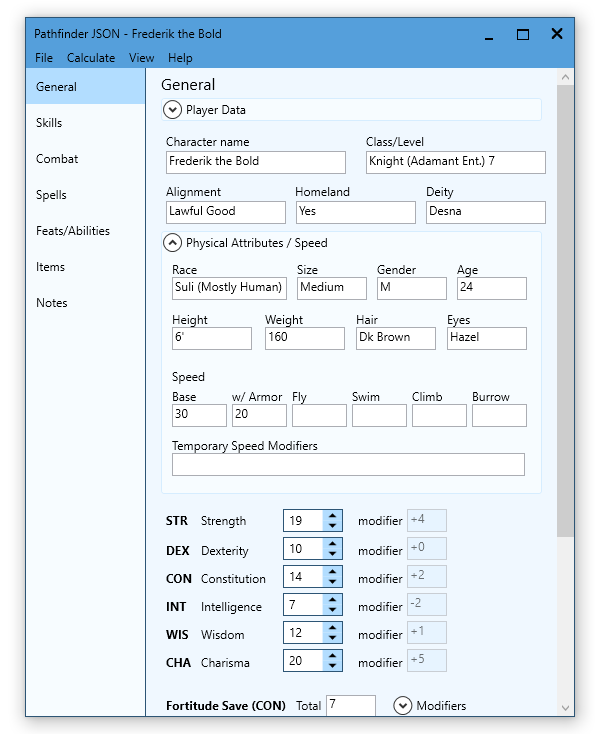 Pathfinder JSON - Frederik the Bold
File Calculate View Help
General
Skills
Combat
Spells
Feats/Abilities
Items
Notes
General
Player Data
Character name Class/Level
Frederik the Bold Knight (Adamant Ent.) 7
Alignment Homeland Deity
Lawful Good Yes Desna
Physical Attributes / Speed
Race Size Gender Age
Suli (Mostly Human) Medium M 24
Height Weight Hair Eyes
6' 160 Dk Brown Hazel
Speed
Base w/ Armor Fly Swim Climb Burrow
30 20
Temporary Speed Modifiers
STR Strength 19 modifier +4
DEX Dexterity 10 modifier +0
CON Constitution 14 modifier +2
INT Intelligence 7 modifier -2
WIS Wisdom 12 modifier +1
CHA Charisma 20 modifier +5
Fortitude Save (CON) Total 7 Modifiers